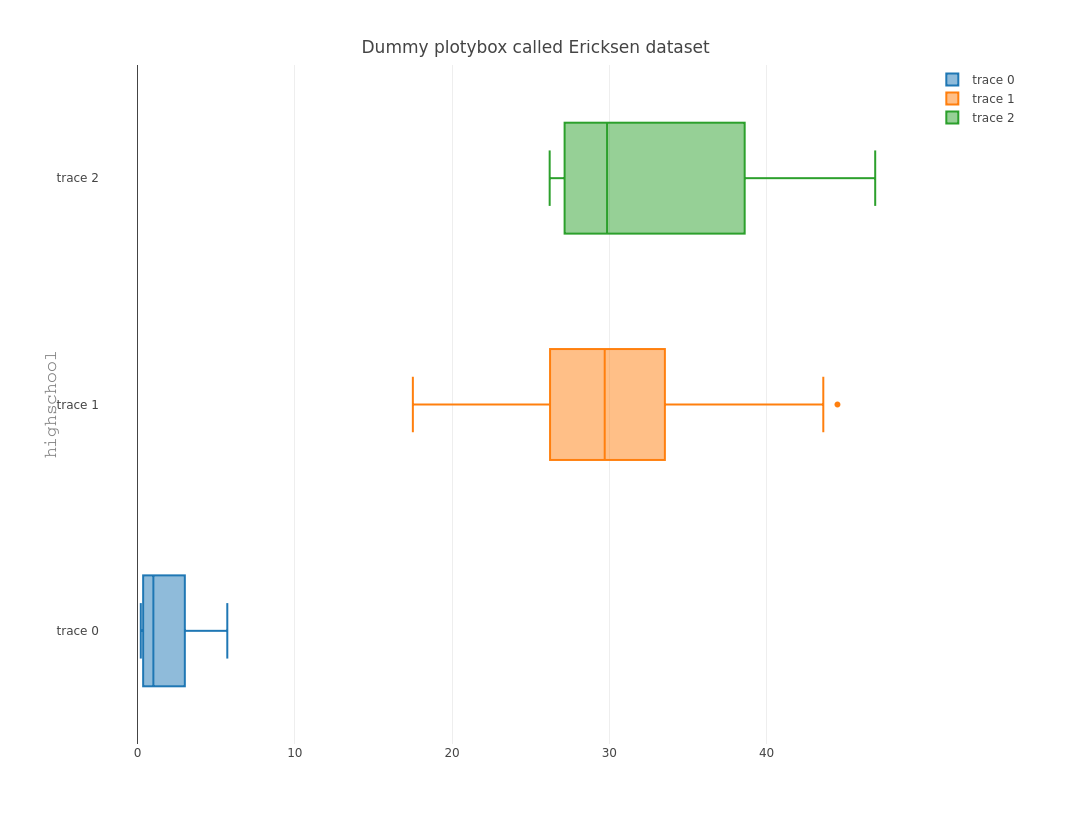 Dummy plotybox called Ericksen dataset
trace 0
trace 1
trace 2
trace 2
highschool
trace 1
trace 0
0 10 20 30 40